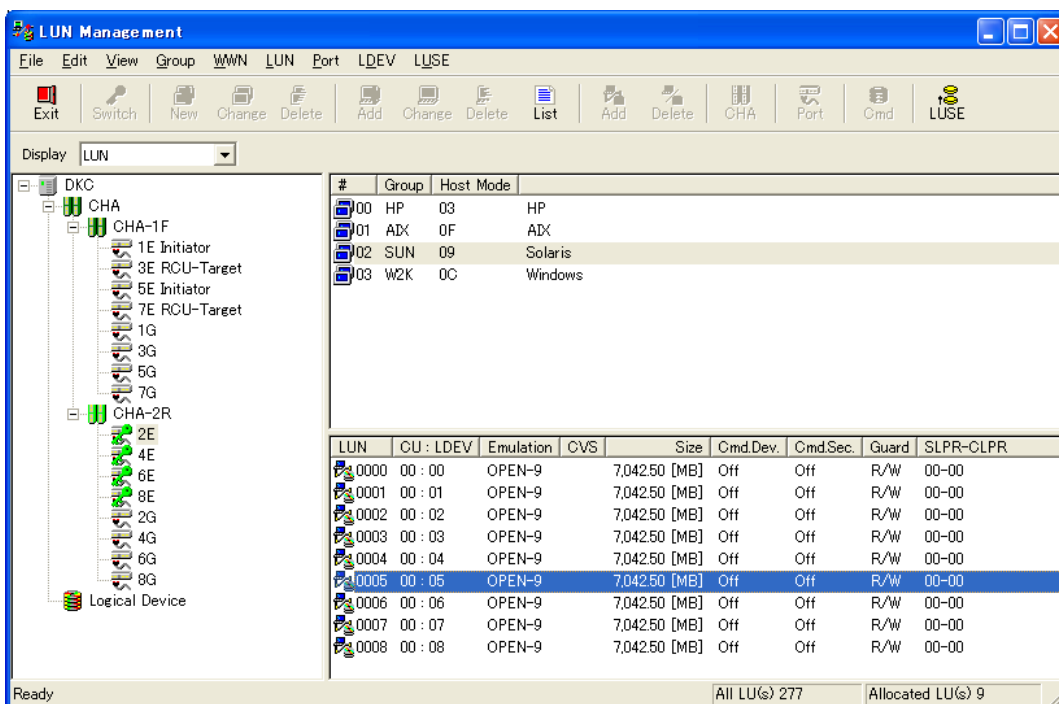 LUN Management
File Edit View Group WWN LUN Port LDEV LUSE
Exit Switch New Change Delete Add Change Delete List Add Delete CHA Port Cmd LUSE
Display LUN
DKC
CHA
CHA-1F
1E Initiator
3E RCU-Target
5E Initiator
7E RCU-Target
1G
3G
5G
7G
CHA-2R
2E
4E
6E
8E
2G
4G
6G
8G
Logical Device
# Group Host Mode
00 HP 03 HP
01 AIX 0F AIX
02 SUN 09 Solaris
03 W2K 0C Windows
LUN CU : LDEV Emulation CVS Size Cmd.Dev. Cmd.Sec. Guard SLPR-CLPR
0000 00 : 00 OPEN-9 7,042.50 [MB] Off Off R/W 00-00
0001 00 : 01 OPEN-9 7,042.50 [MB] Off Off R/W 00-00
0002 00 : 02 OPEN-9 7,042.50 [MB] Off Off R/W 00-00
0003 00 : 03 OPEN-9 7,042.50 [MB] Off Off R/W 00-00
0004 00 : 04 OPEN-9 7,042.50 [MB] Off Off R/W 00-00
0005 00 : 05 OPEN-9 7,042.50 [MB] Off Off R/W 00-00
0006 00 : 06 OPEN-9 7,042.50 [MB] Off Off R/W 00-00
0007 00 : 07 OPEN-9 7,042.50 [MB] Off Off R/W 00-00
0008 00 : 08 OPEN-9 7,042.50 [MB] Off Off R/W 00-00
Ready All LU(s) 277 Allocated LU(s) 9